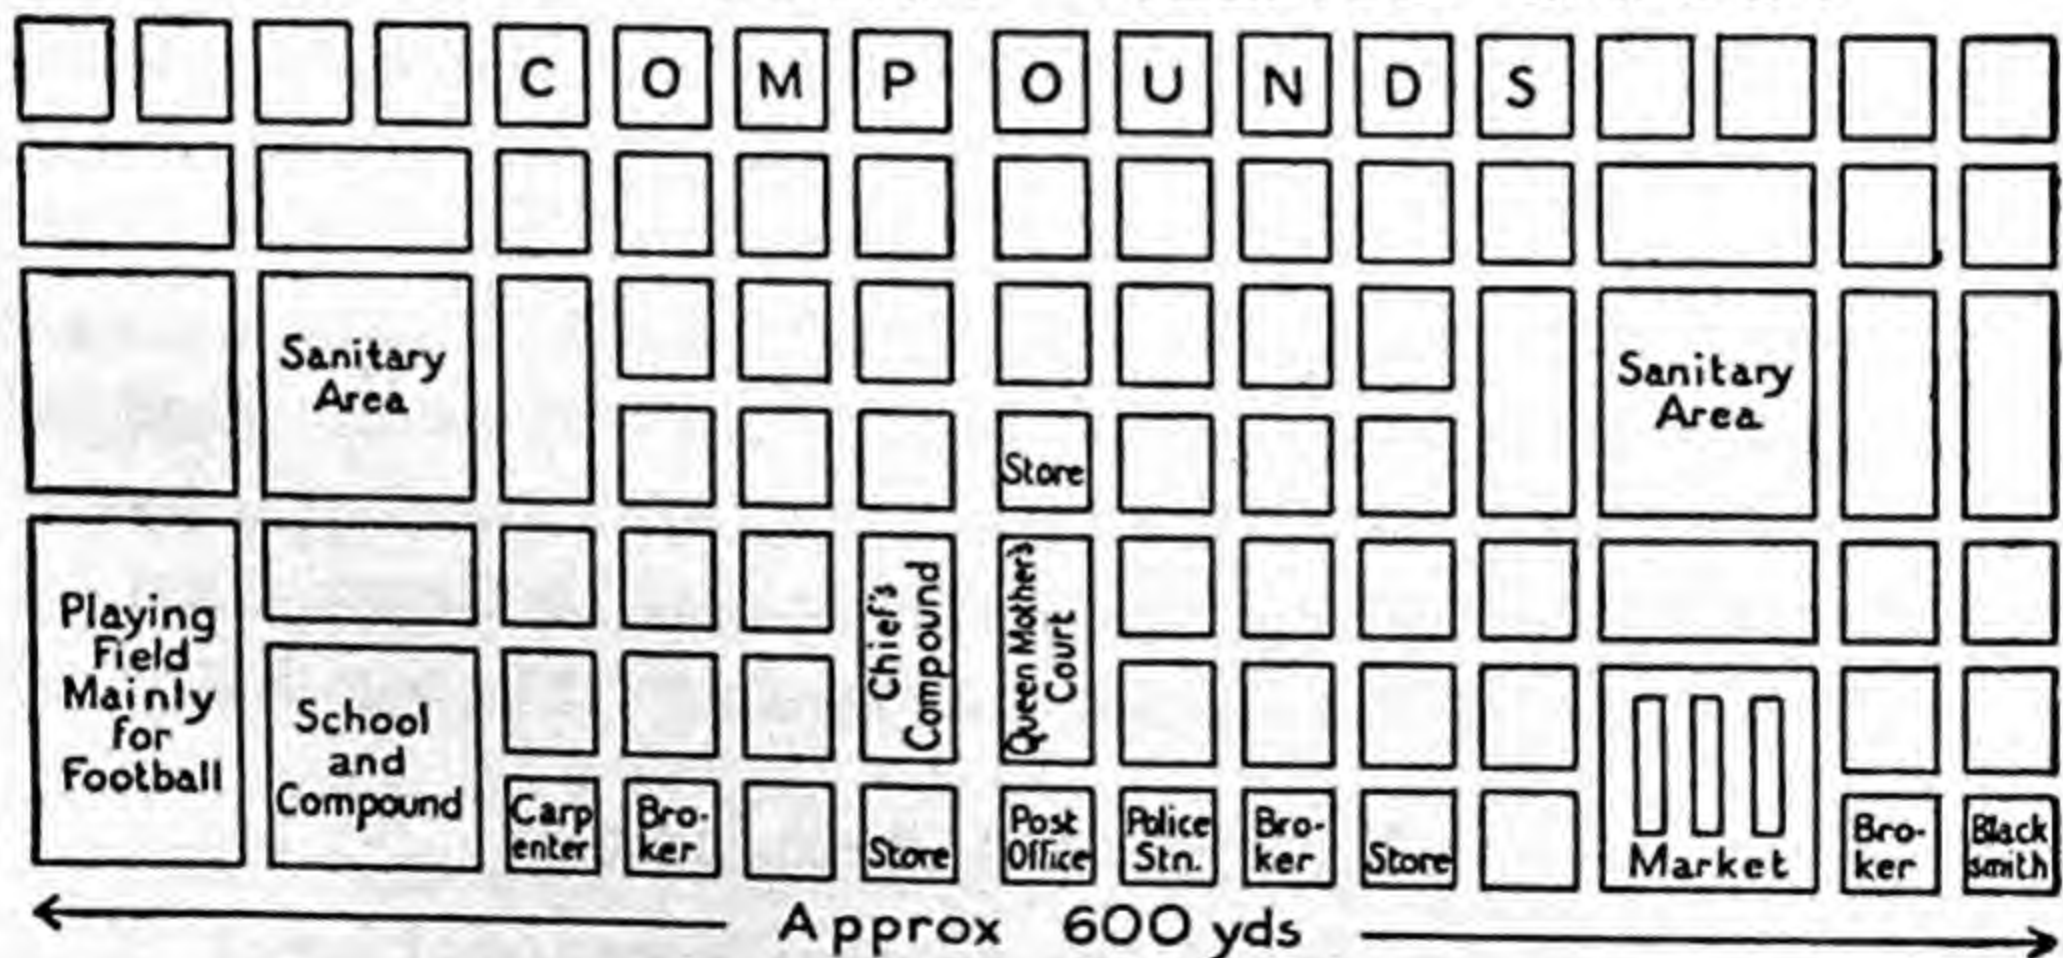 C O M P O U N D S
Sanitary
Area
Sanitary
Area
Store
Playing
Field
Mainly
for
Football
School
and
Compound
Chief's
Compound
Queen Mother's
Court
Carp
enter
Bro-
ker
Store
Post
Office
Police
Stn.
Bro-
ker
Store
Market
Bro-
ker
Black
smith
Approx 600 yds